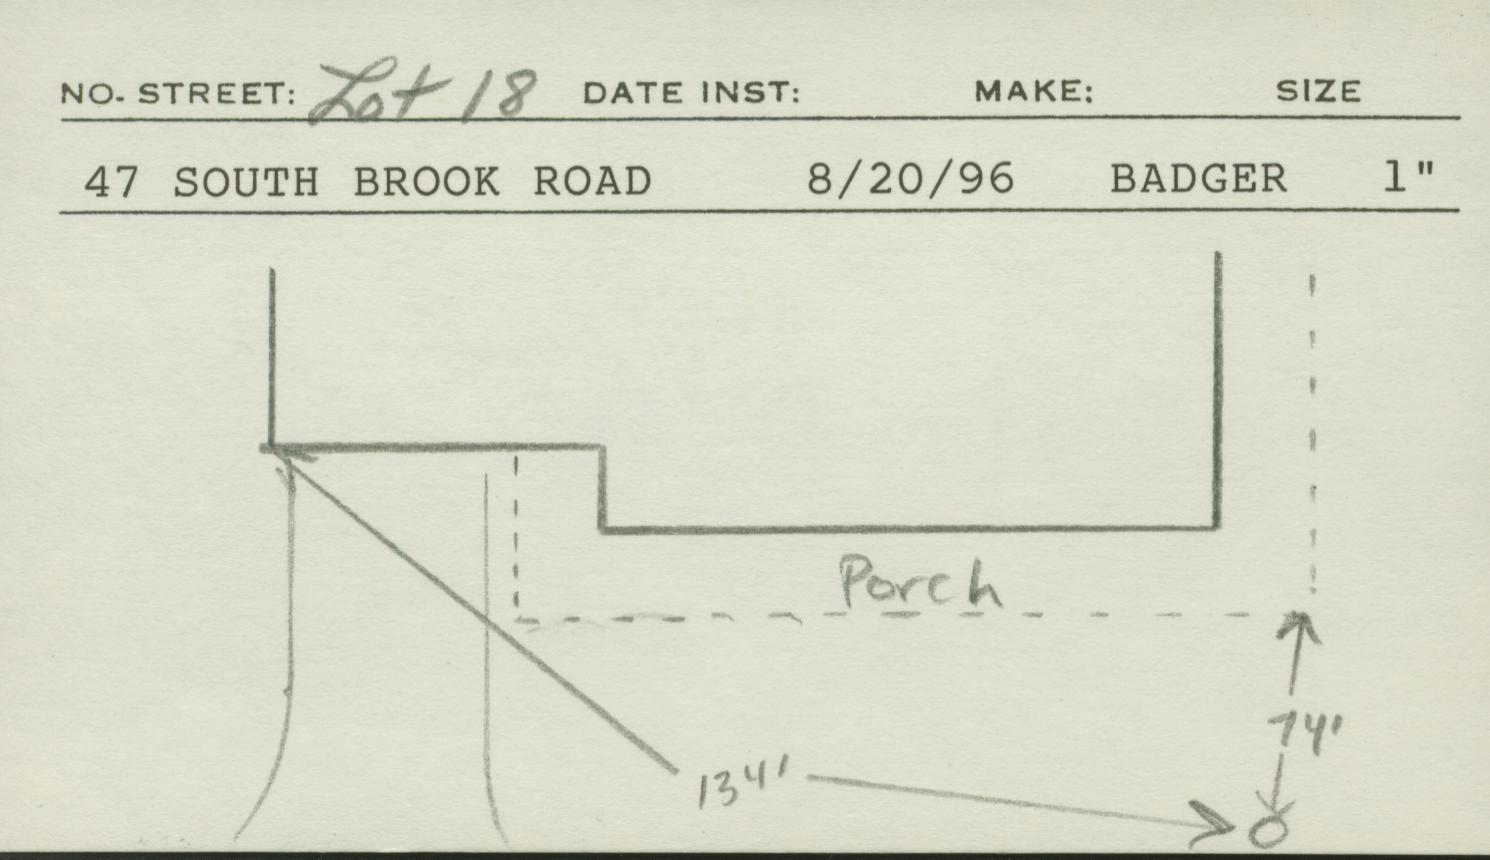 NO. STREET: Lot 18 DATE INST: MAKE: SIZE
47 SOUTH BROOK ROAD 8/20/96 BADGER 1"
Porch
74'
134'